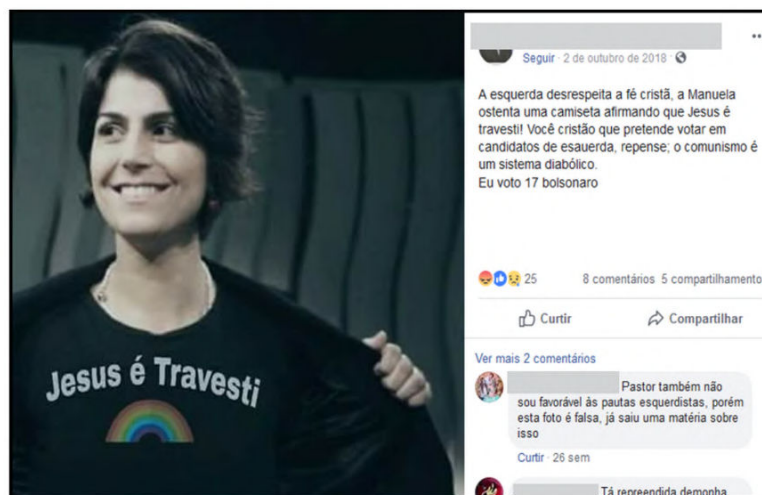 Jesus é Travesti
Seguir · 2 de outubro de 2018 ·
A esquerda desrespeita a fé cristã, a Manuela
ostenta uma camiseta afirmando que Jesus é
travesti! Você cristão que pretende votar em
candidatos de esauerda, repense; o comunismo é
um sistema diabólico.
Eu voto 17 bolsonaro
25
8 comentários 5 compartilhamento
Curtir
Compartilhar
Ver mais 2 comentários
Pastor também não
sou favorável às pautas esquerdistas, porém
esta foto é falsa, já saiu uma matéria sobre
isso
Curtir · 26 sem
Tá repreendida demonha